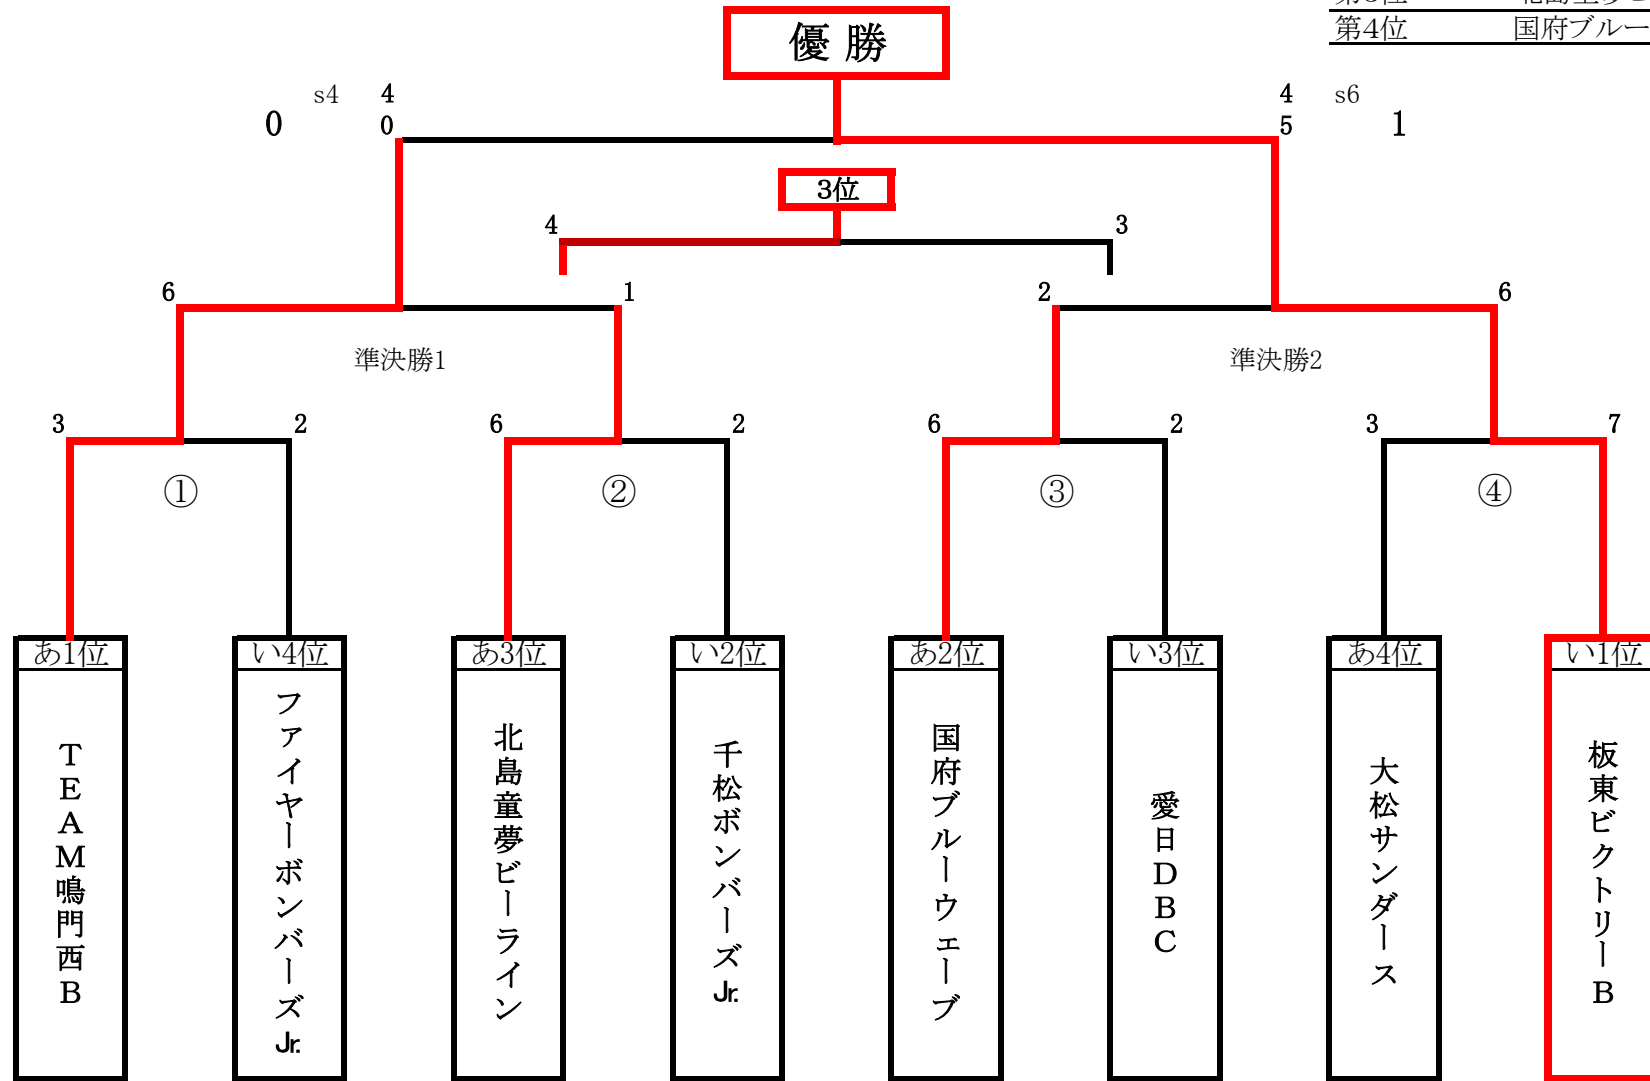 優勝
第4位 国府ブルー
s4 4
0 0
4 s6
5 1
3位
4 3
6 1 2 6
準決勝1 準決勝2
3 2 6 2 6 2 3 7
① ② ③ ④
あ1位 い4位 あ3位 い2位 あ2位 い3位 あ4位 い1位
TEAM鳴門西B
ファイヤーボンバーズJr.
北島童夢ビーライン
千松ボンバーズJr.
国府ブルーウェーブ
愛日DBC
大松サンダース
板東ビクトリーB